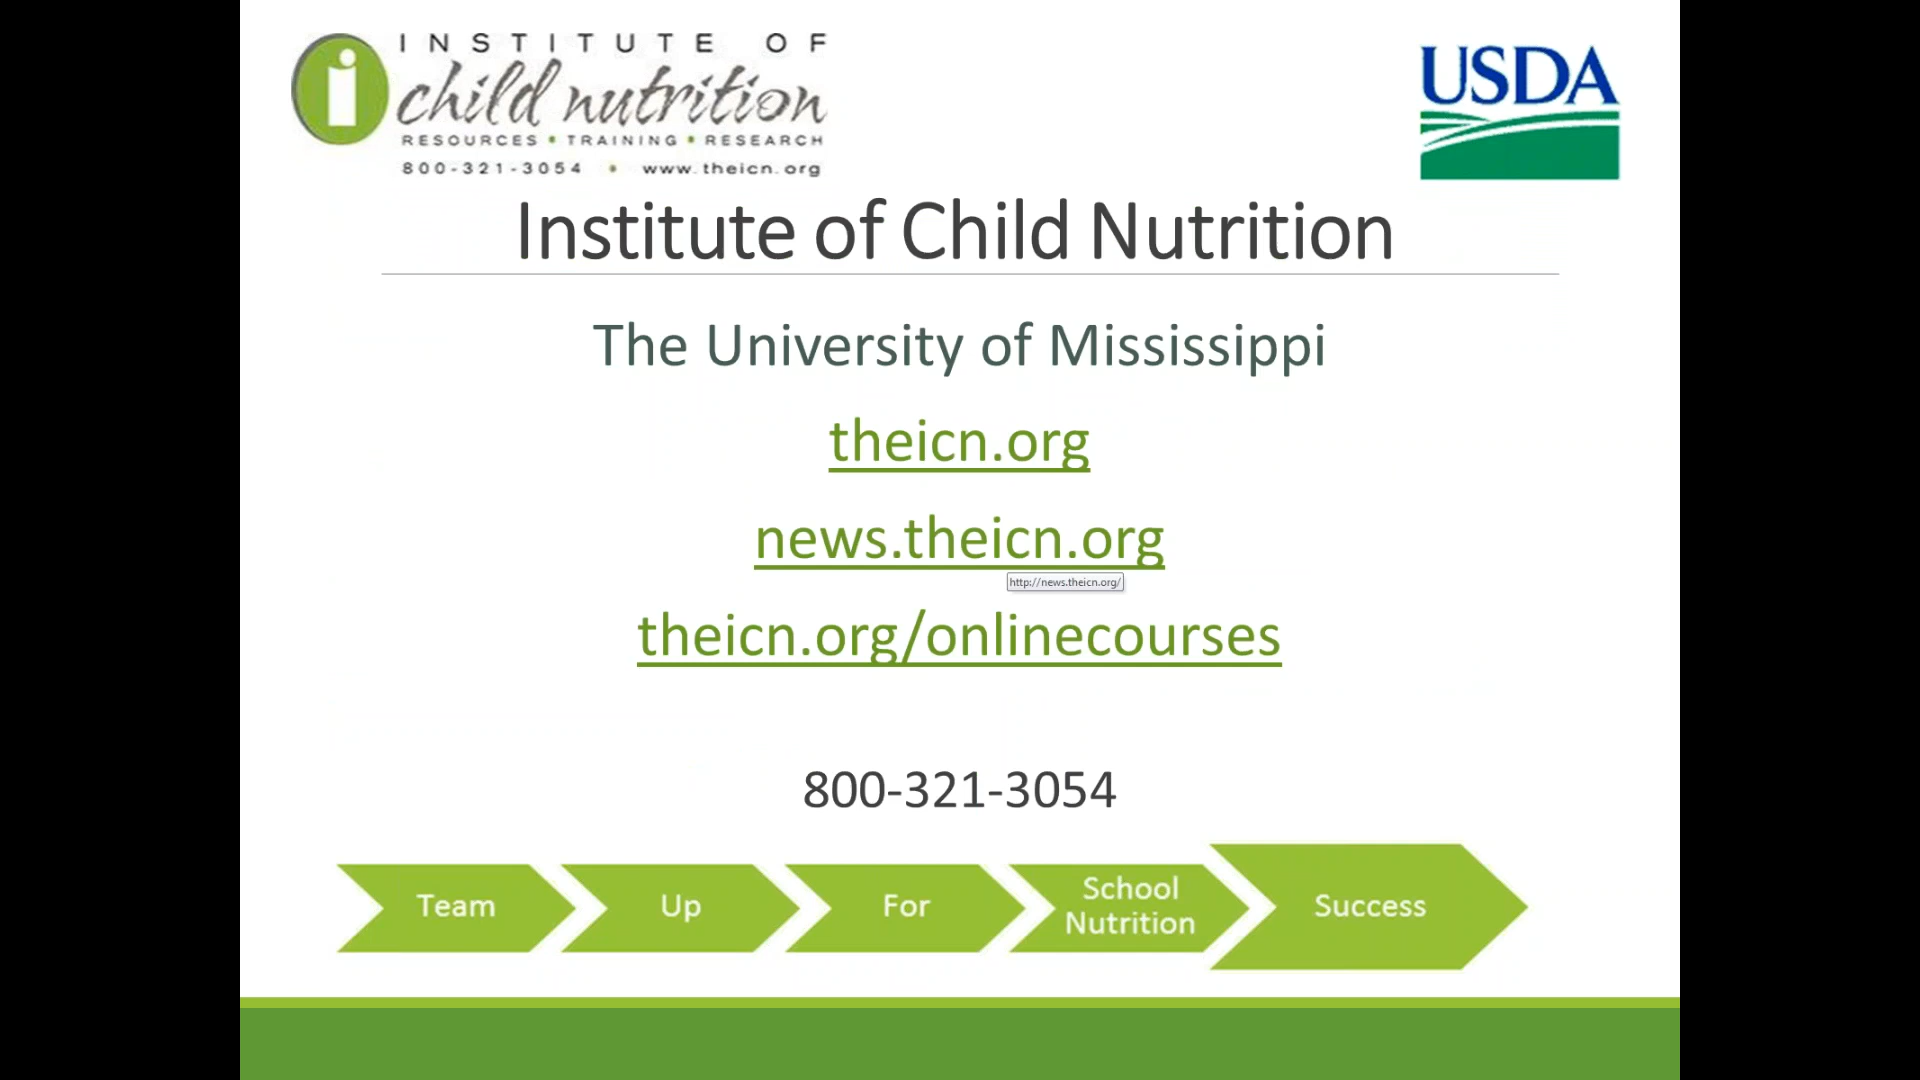 INSTITUTE OF
child nutrition
RESOURCES • TRAINING • RESEARCH
800-321-3054 • www.theicn.org
USDA
Institute of Child Nutrition
The University of Mississippi
theicn.org
news.theicn.org
http://news.theicn.org/
theicn.org/onlinecourses
800-321-3054
Team
Up
For
School
Nutrition
Success